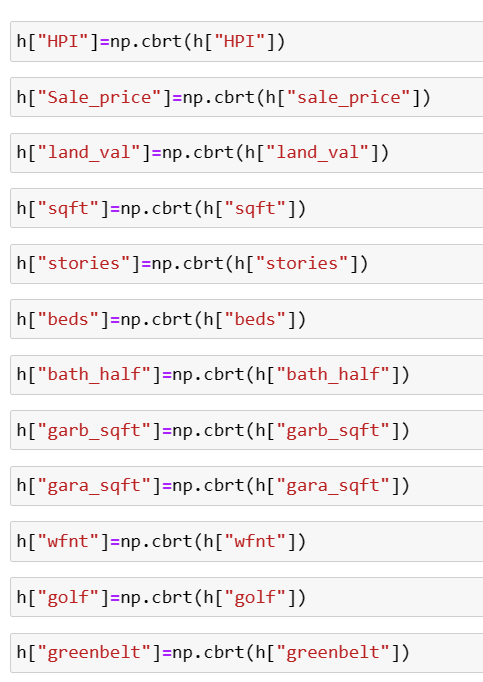 h["HPI"]=np.cbrt(h["HPI"])
h["Sale_price"]=np.cbrt(h["sale_price"])
h["land_val"]=np.cbrt(h["land_val"])
h["sqft"]=np.cbrt(h["sqft"])
h["stories"]=np.cbrt(h["stories"])
h["beds"]=np.cbrt(h["beds"])
h["bath_half"]=np.cbrt(h["bath_half"])
h["garb_sqft"]=np.cbrt(h["garb_sqft"])
h["gara_sqft"]=np.cbrt(h["gara_sqft"])
h["wfnt"]=np.cbrt(h["wfnt"])
h["golf"]=np.cbrt(h["golf"])
h["greenbelt"]=np.cbrt(h["greenbelt"])